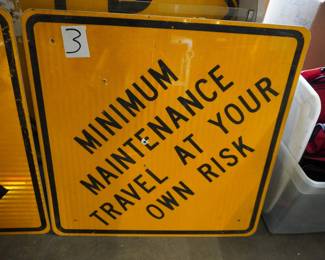 3
MINIMUM
MAINTENANCE
TRAVEL AT YOUR
OWN RISK